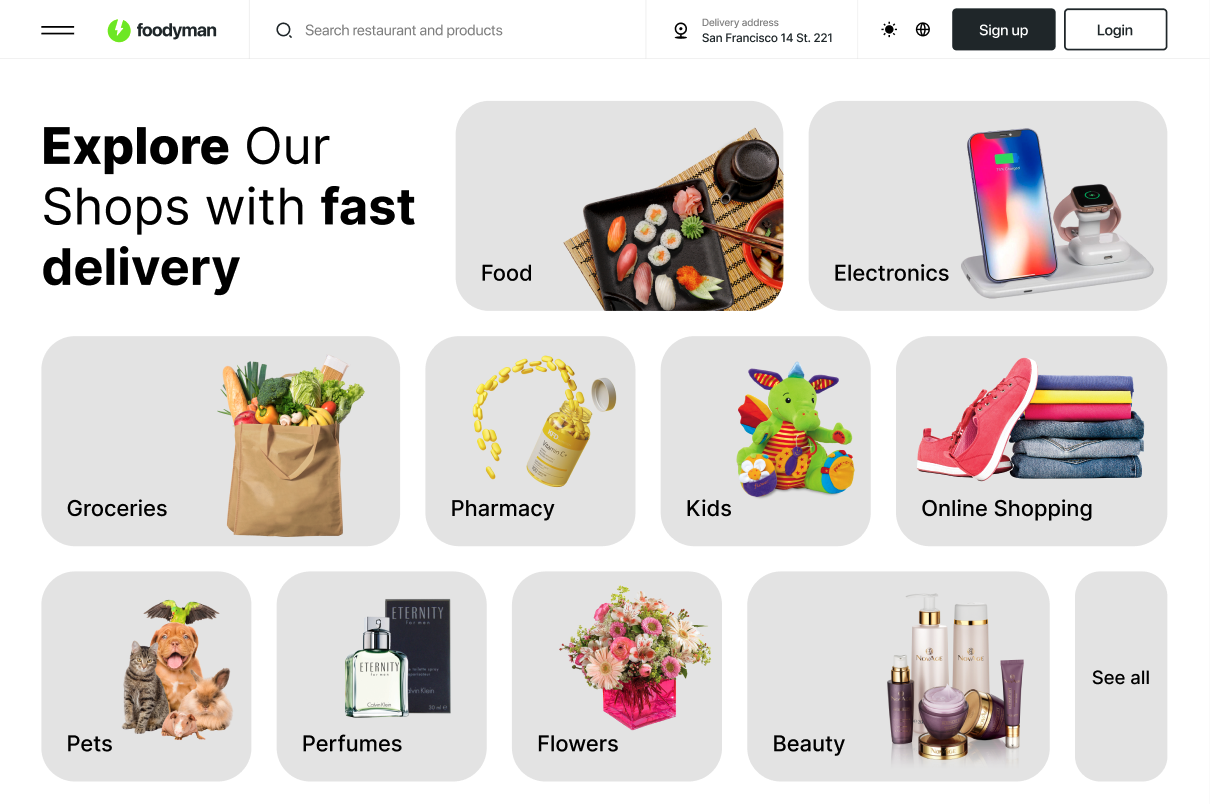 foodyman
Search restaurant and products
Delivery address
San Francisco 14 St. 221
Sign up
Login
Explore Our
Shops with fast
delivery
Food
Electronics
Groceries
Vitamin C+
Pharmacy
Kids
Online Shopping
Pets
ETERNITY
for men
ETERNITY
for men
Calvin Klein
Calvin Klein
Perfumes
Flowers
NOVAGE
NOVAGE
Beauty
See all